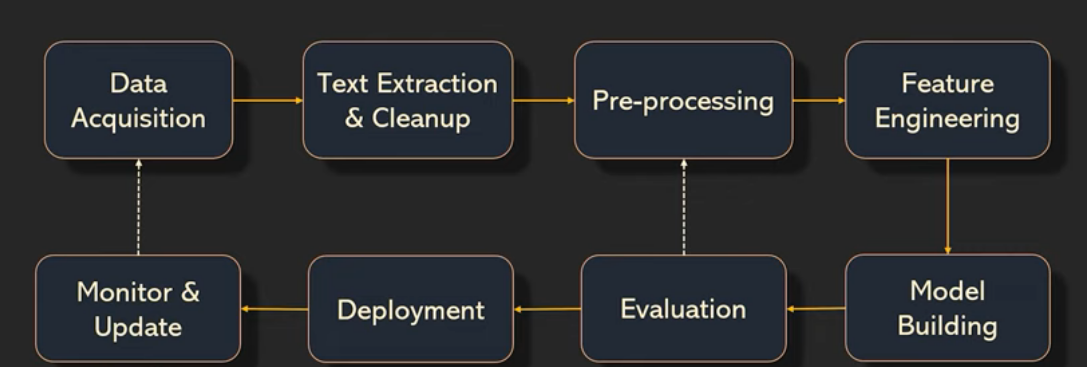 Data
Acquisition
Text Extraction
& Cleanup
Pre-processing
Feature
Engineering
Monitor &
Update
Deployment
Evaluation
Model
Building